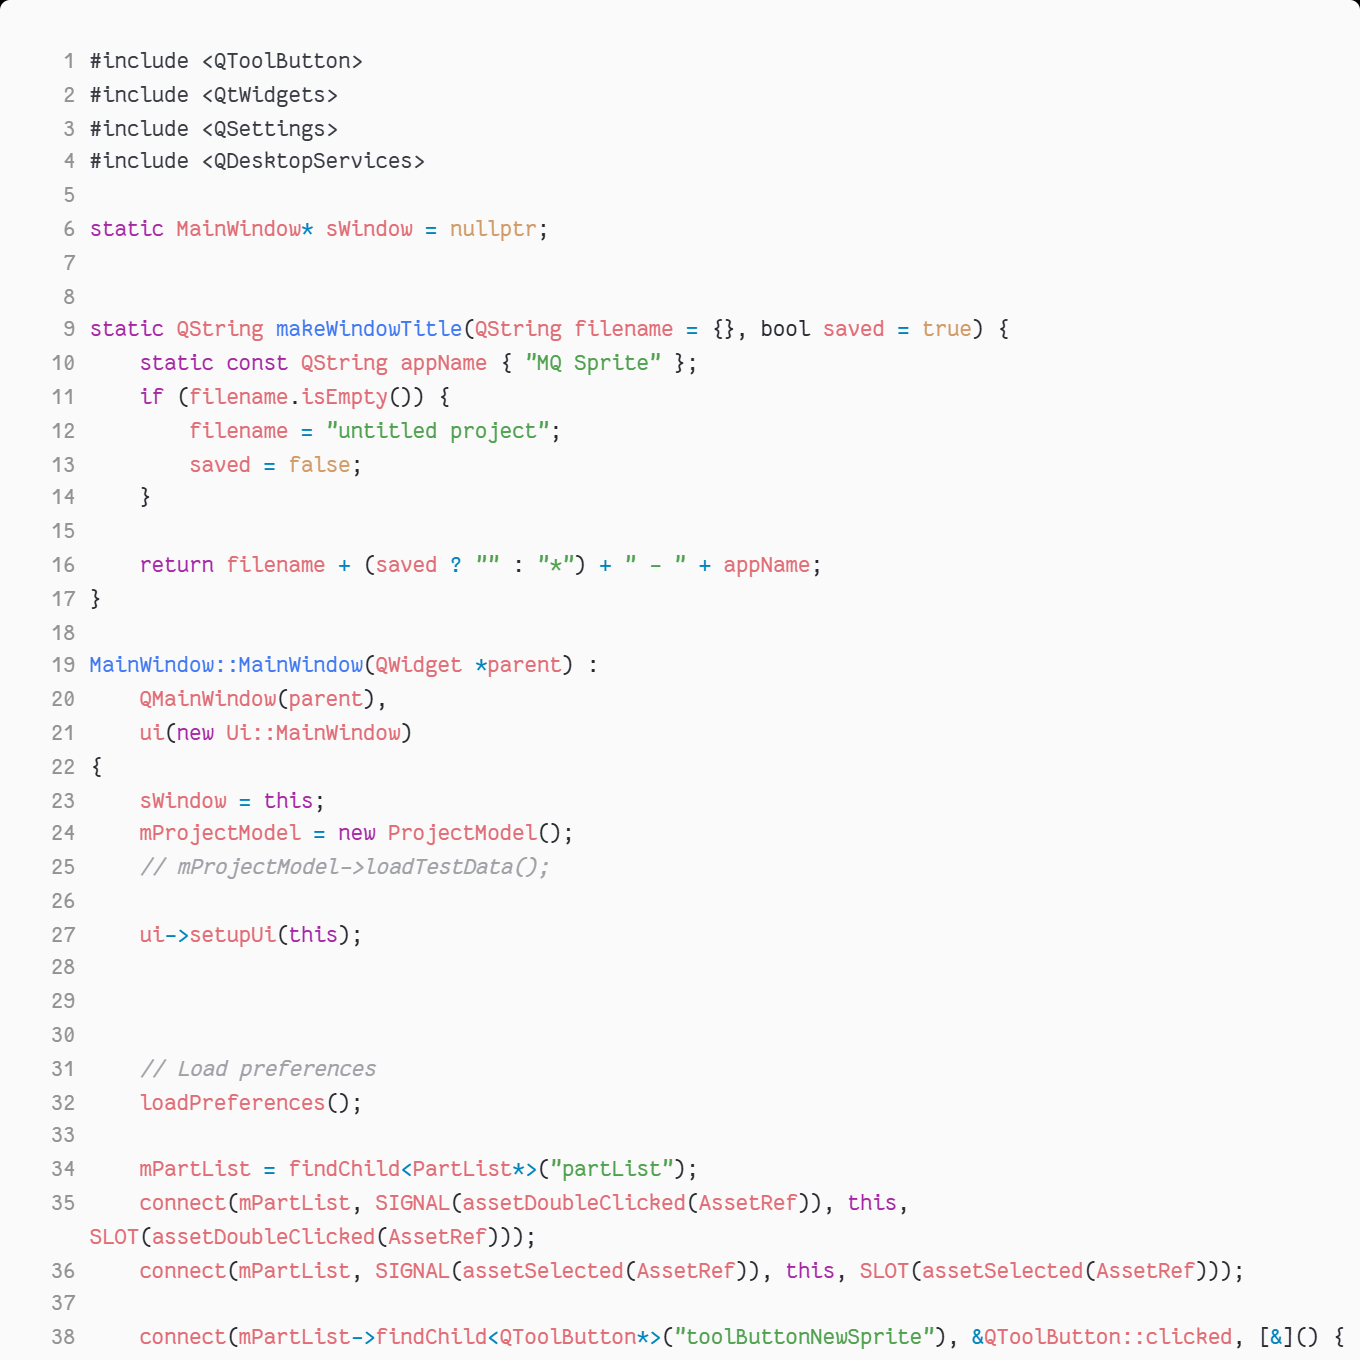 1 #include <QToolButton>
2 #include <QtWidgets>
3 #include <QSettings>
4 #include <QDesktopServices>
5
6 static MainWindow* sWindow = nullptr;
7
8
9 static QString makeWindowTitle(QString filename = {}, bool saved = true) {
10     static const QString appName { "MQ Sprite" };
11     if (filename.isEmpty()) {
12         filename = "untitled project";
13         saved = false;
14     }
15
16     return filename + (saved ? "" : "*") + " - " + appName;
17 }
18
19 MainWindow::MainWindow(QWidget *parent) :
20     QMainWindow(parent),
21     ui(new Ui::MainWindow)
22 {
23     sWindow = this;
24     mProjectModel = new ProjectModel();
25     // mProjectModel->loadTestData();
26
27     ui->setupUi(this);
28
29
30
31     // Load preferences
32     loadPreferences();
33
34     mPartList = findChild<PartList*>("partList");
35     connect(mPartList, SIGNAL(assetDoubleClicked(AssetRef)), this,
SLOT(assetDoubleClicked(AssetRef)));
36     connect(mPartList, SIGNAL(assetSelected(AssetRef)), this, SLOT(assetSelected(AssetRef)));
37
38     connect(mPartList->findChild<QToolButton*>("toolButtonNewSprite"), &QToolButton::clicked, [&]() {